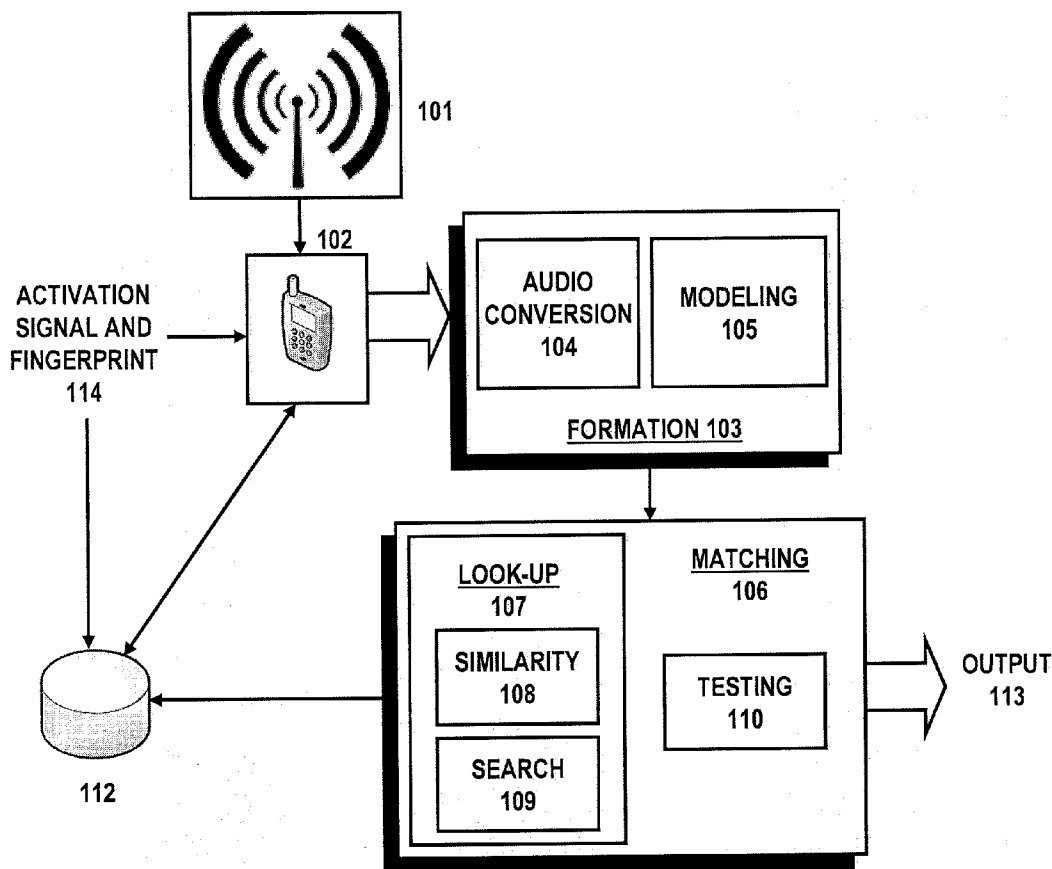 101
102
ACTIVATION
SIGNAL AND
FINGERPRINT
114
AUDIO
CONVERSION
104
MODELING
105
FORMATION 103
LOOK-UP
107
SIMILARITY
108
SEARCH
109
MATCHING
106
TESTING
110
OUTPUT
113
112